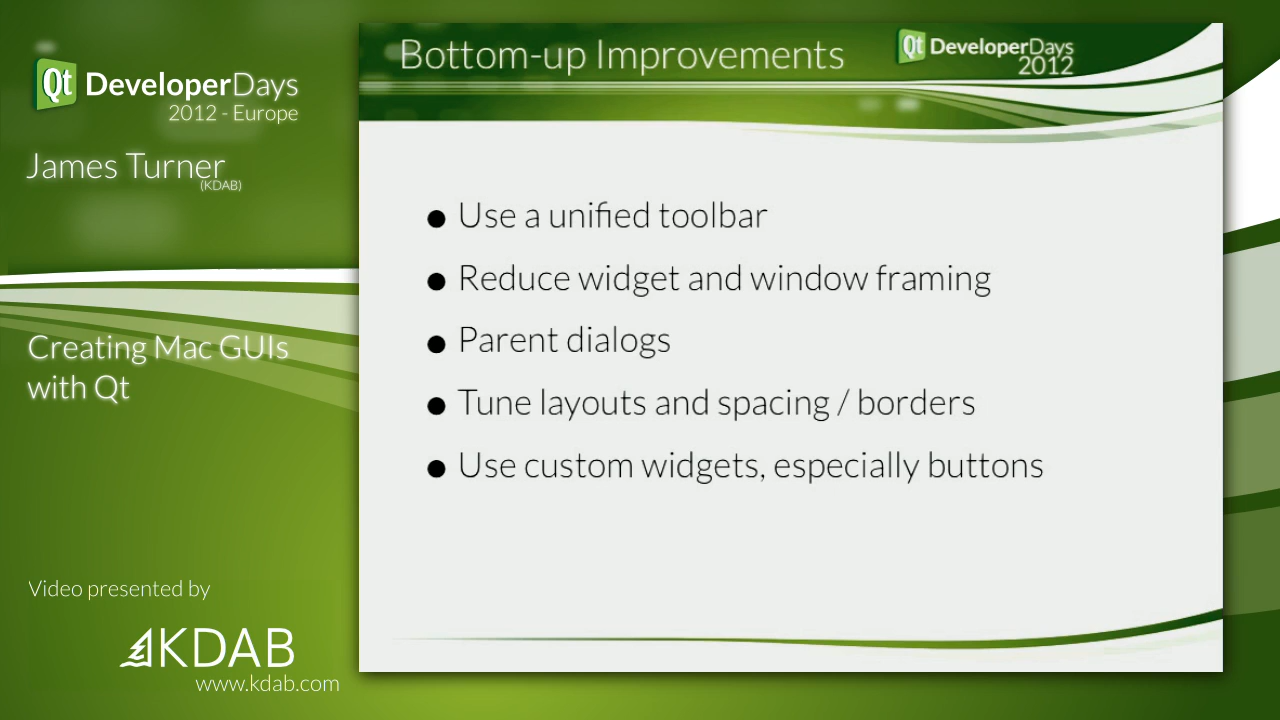 Qt DeveloperDays
2012 - Europe
James Turner
(KDAB)
Creating Mac GUIs
with Qt
Video presented by
KDAB
www.kdab.com
Bottom-up Improvements
Qt DeveloperDays
2012
● Use a unified toolbar
● Reduce widget and window framing
● Parent dialogs
● Tune layouts and spacing / borders
● Use custom widgets, especially buttons